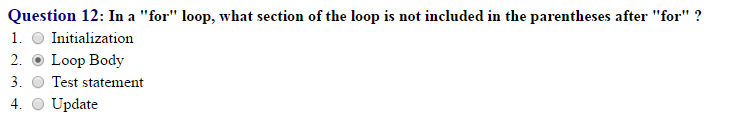 Question 12: In a "for" loop, what section of the loop is not included in the parentheses after "for" ?
1. Initialization
2. Loop Body
3. Test statement
4. Update